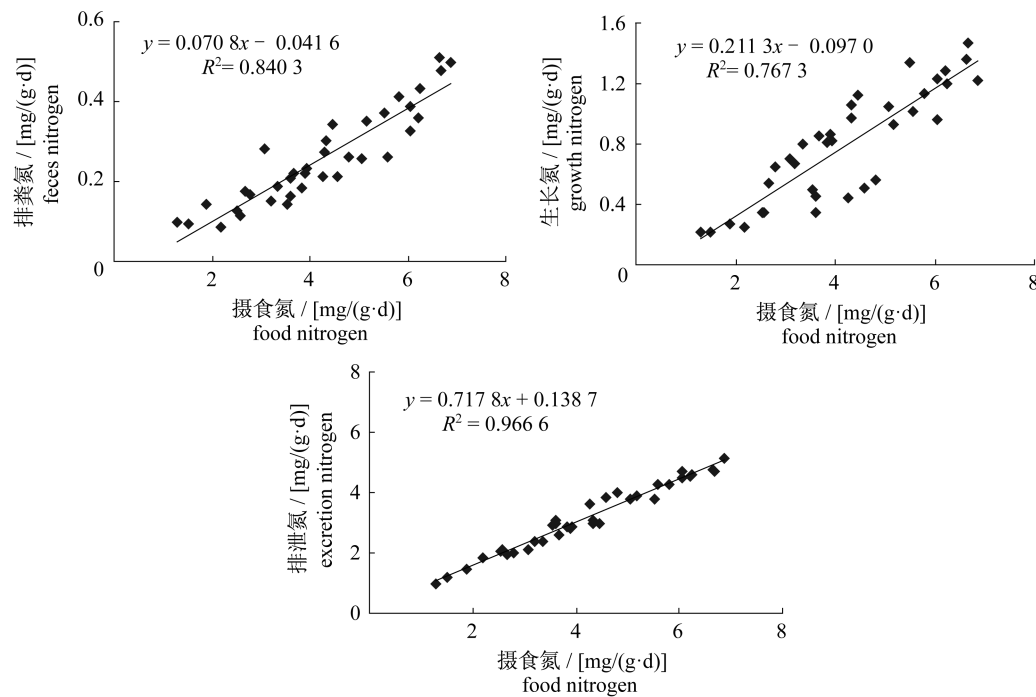 y = 0.070 8x − 0.041 6
R² = 0.840 3
排粪氮 / [mg/(g·d)]
feces nitrogen
0.6
0.4
0.2
0
2 4 6 8
摄食氮 / [mg/(g·d)]
food nitrogen
y = 0.211 3x − 0.097 0
R² = 0.767 3
生长氮 / [mg/(g·d)]
growth nitrogen
1.6
1.2
0.8
0.4
0
2 4 6 8
摄食氮 / [mg/(g·d)]
food nitrogen
y = 0.717 8x + 0.138 7
R² = 0.966 6
排泄氮 / [mg/(g·d)]
excretion nitrogen
8
6
4
2
0
2 4 6 8
摄食氮 / [mg/(g·d)]
food nitrogen